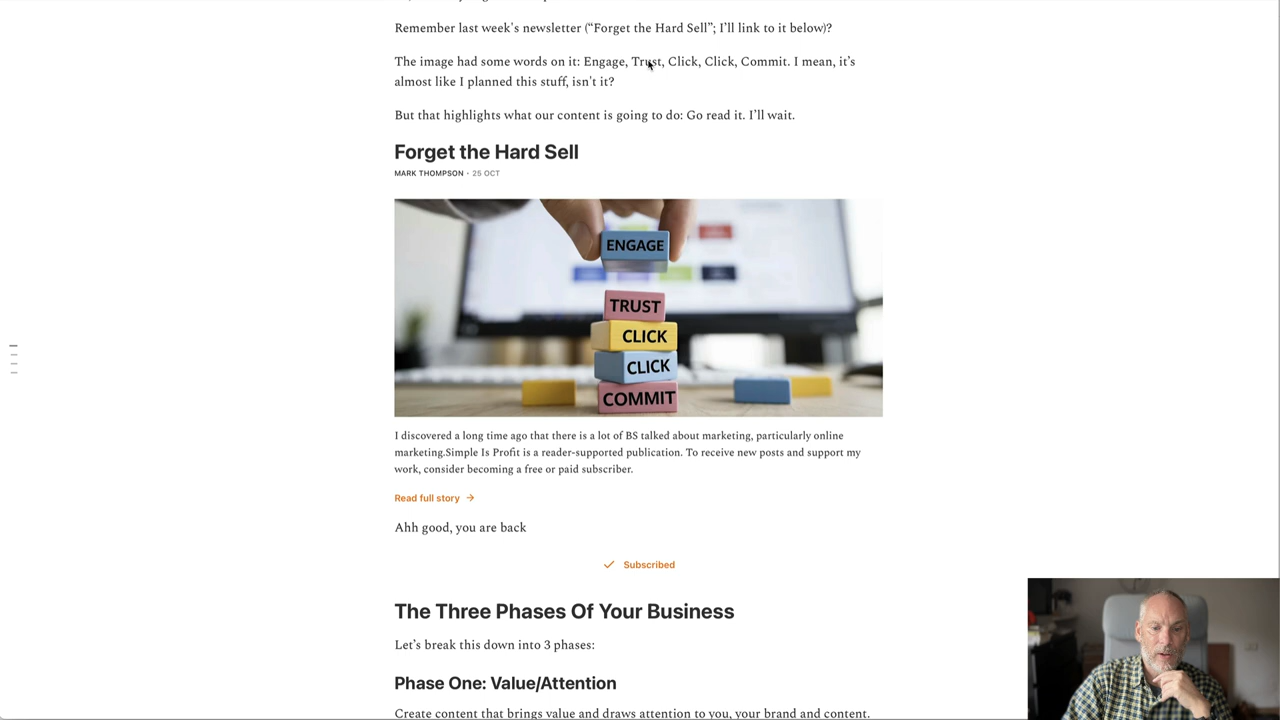 Remember last week's newsletter (“Forget the Hard Sell”; I’ll link to it below)?
The image had some words on it: Engage, Trust, Click, Click, Commit. I mean, it’s
almost like I planned this stuff, isn't it?
But that highlights what our content is going to do: Go read it. I’ll wait.
Forget the Hard Sell
MARK THOMPSON · 25 OCT
ENGAGE
TRUST
CLICK
CLICK
COMMIT
I discovered a long time ago that there is a lot of BS talked about marketing, particularly online
marketing.Simple Is Profit is a reader-supported publication. To receive new posts and support my
work, consider becoming a free or paid subscriber.
Read full story →
Ahh good, you are back
Subscribed
The Three Phases Of Your Business
Let’s break this down into 3 phases:
Phase One: Value/Attention
Create content that brings value and draws attention to you, your brand and content.